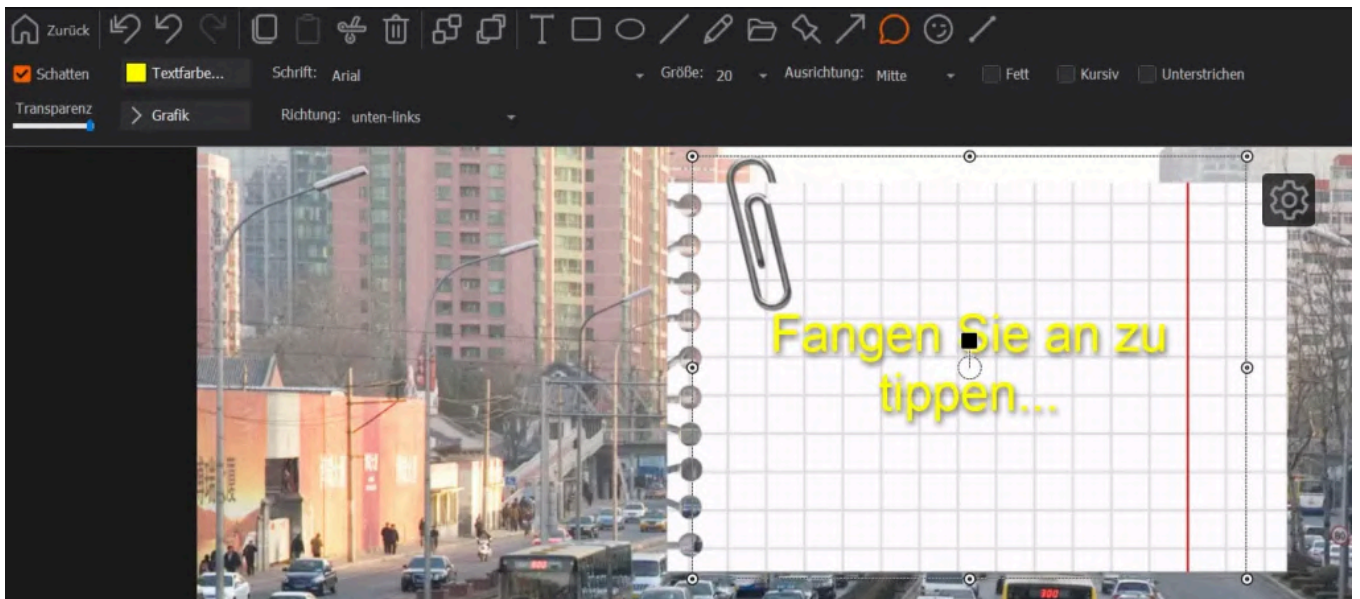 Zurück
Schatten
Textfarbe...
Schrift: Arial
Größe: 20
Ausrichtung: Mitte
Fett
Kursiv
Unterstrichen
Transparenz
Grafik
Richtung: unten-links
Fangen Sie an zu
tippen...
300